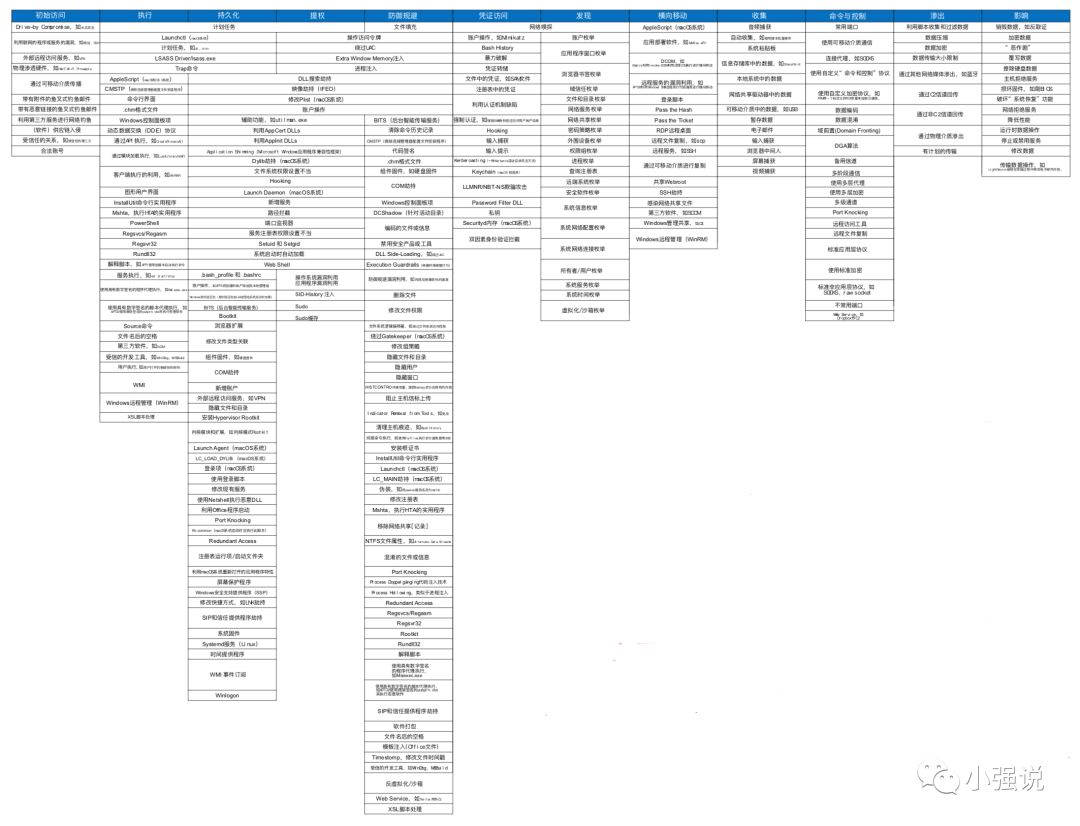 初始访问
执行
持久化
提权
防御规避
凭证访问
发现
横向移动
收集
命令与控制
渗出
影响
Drive-by Compromise, 如
利用联网的程序或服务的漏洞, 如
外部远程访问服务, 如VPN
物理渗透硬件, 如
通过可移动介质传播
带有附件的鱼叉式钓鱼邮件
带有恶意链接的鱼叉式钓鱼邮件
利用第三方服务进行网络钓鱼
(软件) 供应链入侵
受信任的关系, 如
合法账号
计划任务
Launchctl (macOS系统)
计划任务, 如
LSASS Driver/lsass.exe
Trap命令
AppleScript (macOS系统)
CMSTP
命令行界面
.chm格式文件
Windows控制面板项
动态数据交换 (DDE) 协议
通过API执行, 如
通过模块加载执行, 如
客户端执行的利用, 如
图形用户界面
InstallUtil命令行实用程序
Mshta, 执行HTA的实用程序
PowerShell
Regsvcs/Regasm
Regsvr32
Rundll32
解释脚本, 如
服务执行, 如
使用具有数字签名的程序代理执行, 如
使用具有数字签名的脚本代理执行, 如
Source命令
文件名后的空格
第三方软件, 如
受信的开发工具, 如
用户执行, 如
WMI
Windows远程管理 (WinRM)
XSL脚本处理
操作访问令牌
绕过UAC
Extra Window Memory注入
进程注入
DLL搜索劫持
映像劫持 (IFEO)
修改Plist (macOS系统)
账户操作
辅助功能, 如utilman.exe
利用AppCert DLLs
利用AppInit DLLs
Application Shimming (Microsoft Windows应用程序兼容性框架)
Dylib劫持 (macOS系统)
文件系统权限设置不当
Hooking
Launch Daemon (macOS系统)
新增服务
路径拦截
端口监视器
服务注册表权限设置不当
Setuid 和 Setgid
系统启动时自动加载
Web Shell
.bash_profile 和 .bashrc
账户操作, 如
BITS (后台智能传输服务)
Bootkit
浏览器扩展
修改文件类型关联
组件固件, 如
COM劫持
新增账户
外部远程访问服务, 如VPN
隐藏文件和目录
安装Hypervisor Rootkit
内核模块和扩展, 如内核模式Rootkit
Launch Agent (macOS系统)
LC_LOAD_DYLIB (macOS系统)
登录项 (macOS系统)
使用登录脚本
修改现有服务
使用Netshell执行恶意DLL
利用Office程序启动
Port Knocking
Rc.common
Redundant Access
注册表运行项/启动文件夹
利用macOS系统重新打开的应用程序特性
屏幕保护程序
Windows安全支持提供程序 (SSP)
修改快捷方式, 如LNK劫持
SIP和信任提供程序劫持
系统固件
Systemd服务 (Linux)
时间提供程序
WMI 事件订阅
Winlogon
操作系统漏洞利用
应用程序漏洞利用
SID-History 注入
Sudo
Sudo缓存
文件填充
BITS (后台智能传输服务)
清除命令历史记录
CMSTP
代码签名
.chm格式文件
组件固件, 如硬盘固件
COM劫持
Windows控制面板项
DCShadow (针对活动目录)
编码的文件或信息
禁用安全产品或工具
DLL Side-Loading, 如
Execution Guardrails
防御规避漏洞利用, 如
删除文件
修改文件权限
文件系统逻辑偏移量, 如
绕过Gatekeeper (macOS系统)
修改组策略
隐藏文件和目录
隐藏用户
隐藏窗口
HISTCONTROL
阻止主机指标上传
Indicator Removal from Tools, 如
清理主机痕迹, 如
间接命令执行, 如
安装根证书
InstallUtil命令行实用程序
Launchctl (macOS系统)
LC_MAIN劫持 (macOS系统)
伪装, 如
修改注册表
Mshta, 执行HTA的实用程序
移除网络共享[记录]
NTFS文件属性, 如
混淆的文件或信息
Port Knocking
Process Doppelgänging代码注入技术
Process Hollowing, 类似于进程注入
Redundant Access
Regsvcs/Regasm
Regsvr32
Rootkit
Rundll32
解释脚本
使用具有数字签名
的程序代理执行,
如Msiexec.exe
SIP和信任提供程序劫持
软件打包
文件名后的空格
模板注入(Office文件)
Timestomp, 修改文件时间戳
受信的开发工具, 如WinDbg, MSBuild
反虚拟化/沙箱
Web Service, 如
XSL脚本处理
网络嗅探
账户操作, 如Mimikatz
Bash History
暴力破解
凭证转储
文件中的凭证, 如SAM软件
注册表中的凭证
利用认证机制缺陷
强制认证, 如
Hooking
输入捕获
输入提示
Kerberoasting
Keychain
LLMNR/NBT-NS欺骗攻击
Password Filter DLL
私钥
Securityd内存 (macOS系统)
双因素身份验证拦截
账户枚举
应用程序窗口枚举
浏览器书签枚举
域信任枚举
文件和目录枚举
网络服务枚举
网络共享枚举
密码策略枚举
外围设备枚举
权限组枚举
进程枚举
查询注册表
远端系统枚举
安全软件枚举
系统信息枚举
系统网络配置枚举
系统网络连接枚举
所有者/用户枚举
系统服务枚举
系统时间枚举
虚拟化/沙箱枚举
AppleScript (macOS系统)
应用部署软件, 如
DCOM, 如
远程服务的漏洞利用, 如
登录脚本
Pass the Hash
Pass the Ticket
RDP远程桌面
远程文件复制, 如scp
远程服务, 如SSH
通过可移动介质进行复制
共享Webroot
SSH劫持
感染网络共享文件
第三方软件, 如SCCM
Windows管理共享, 如IPC$
Windows远程管理 (WinRM)
音频捕获
自动收集, 如
系统粘贴板
信息存储库中的数据, 如
本地系统中的数据
网络共享驱动器中的数据
可移动介质中的数据, 如USB
暂存数据
电子邮件
输入捕获
浏览器中间人
屏幕捕获
视频捕获
常用端口
使用可移动介质通信
连接代理, 如SOCKS
使用自定义"命令和控制"协议
使用自定义加密协议, 如
数据编码
数据混淆
域前置(Domain Fronting)
DGA算法
备用信道
多阶段通信
使用多层代理
使用多层加密
多级通道
Port Knocking
远程访问工具
远程文件复制
标准应用层协议
使用标准加密
标准非应用层协议, 如
SOCKS, raw socket
不常用端口
Web Service, 如
利用脚本收集和过滤数据
数据压缩
数据加密
数据传输大小限制
通过其他网络媒体渗出, 如蓝牙
通过C2信道回传
通过非C2信道回传
通过物理介质渗出
有计划的传输
销毁数据, 如反取证
加密数据
"恶作剧"
覆写数据
擦除硬盘数据
主机拒绝服务
损坏固件, 如刷BIOS
破坏"系统恢复"功能
网络拒绝服务
降低性能
运行时数据操作
停止或禁用服务
修改数据
传输数据操作, 如
小强说